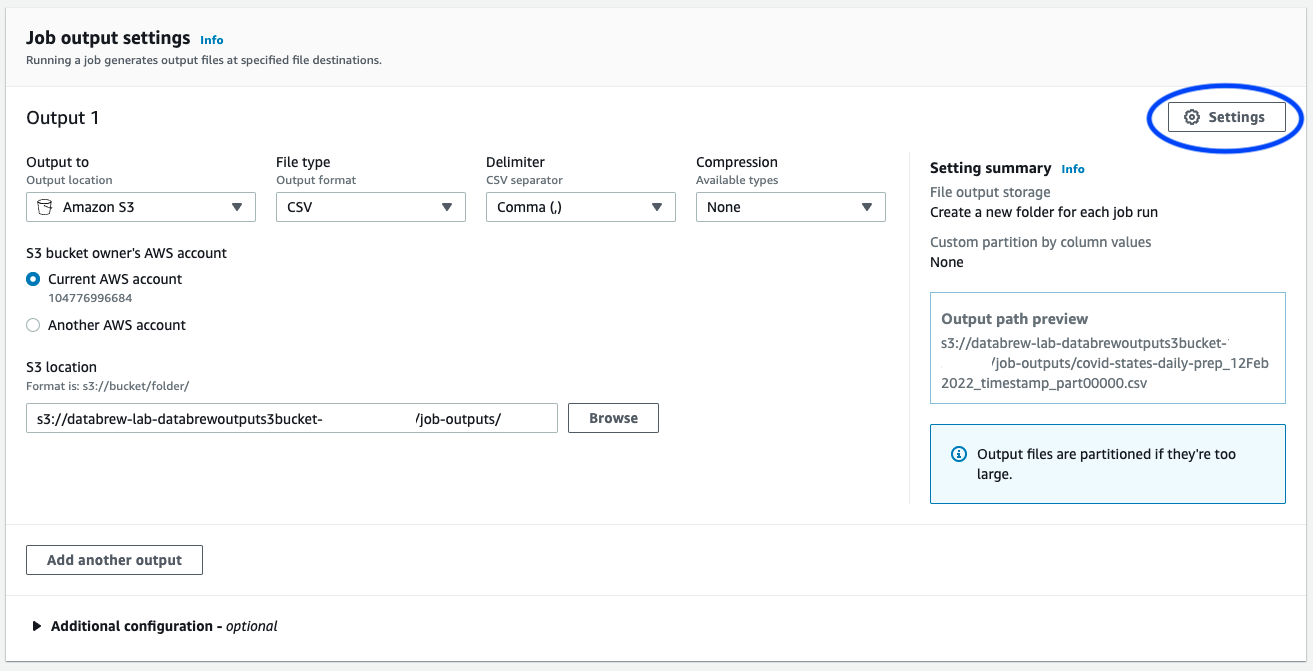 Job output settings Info
Running a job generates output files at specified file destinations.
Output 1
Settings
Output to
Output location
Amazon S3
File type
Output format
CSV
Delimiter
CSV separator
Comma (,)
Compression
Available types
None
S3 bucket owner's AWS account
Current AWS account
104776996684
Another AWS account
S3 location
Format is: s3://bucket/folder/
s3://databrew-lab-databrewoutputs3bucket- /job-outputs/
Browse
Setting summary Info
File output storage
Create a new folder for each job run
Custom partition by column values
None
Output path preview
s3://databrew-lab-databrewoutputs3bucket-
/job-outputs/covid-states-daily-prep_12Feb
2022_timestamp_part00000.csv
Output files are partitioned if they're too
large.
Add another output
Additional configuration - optional